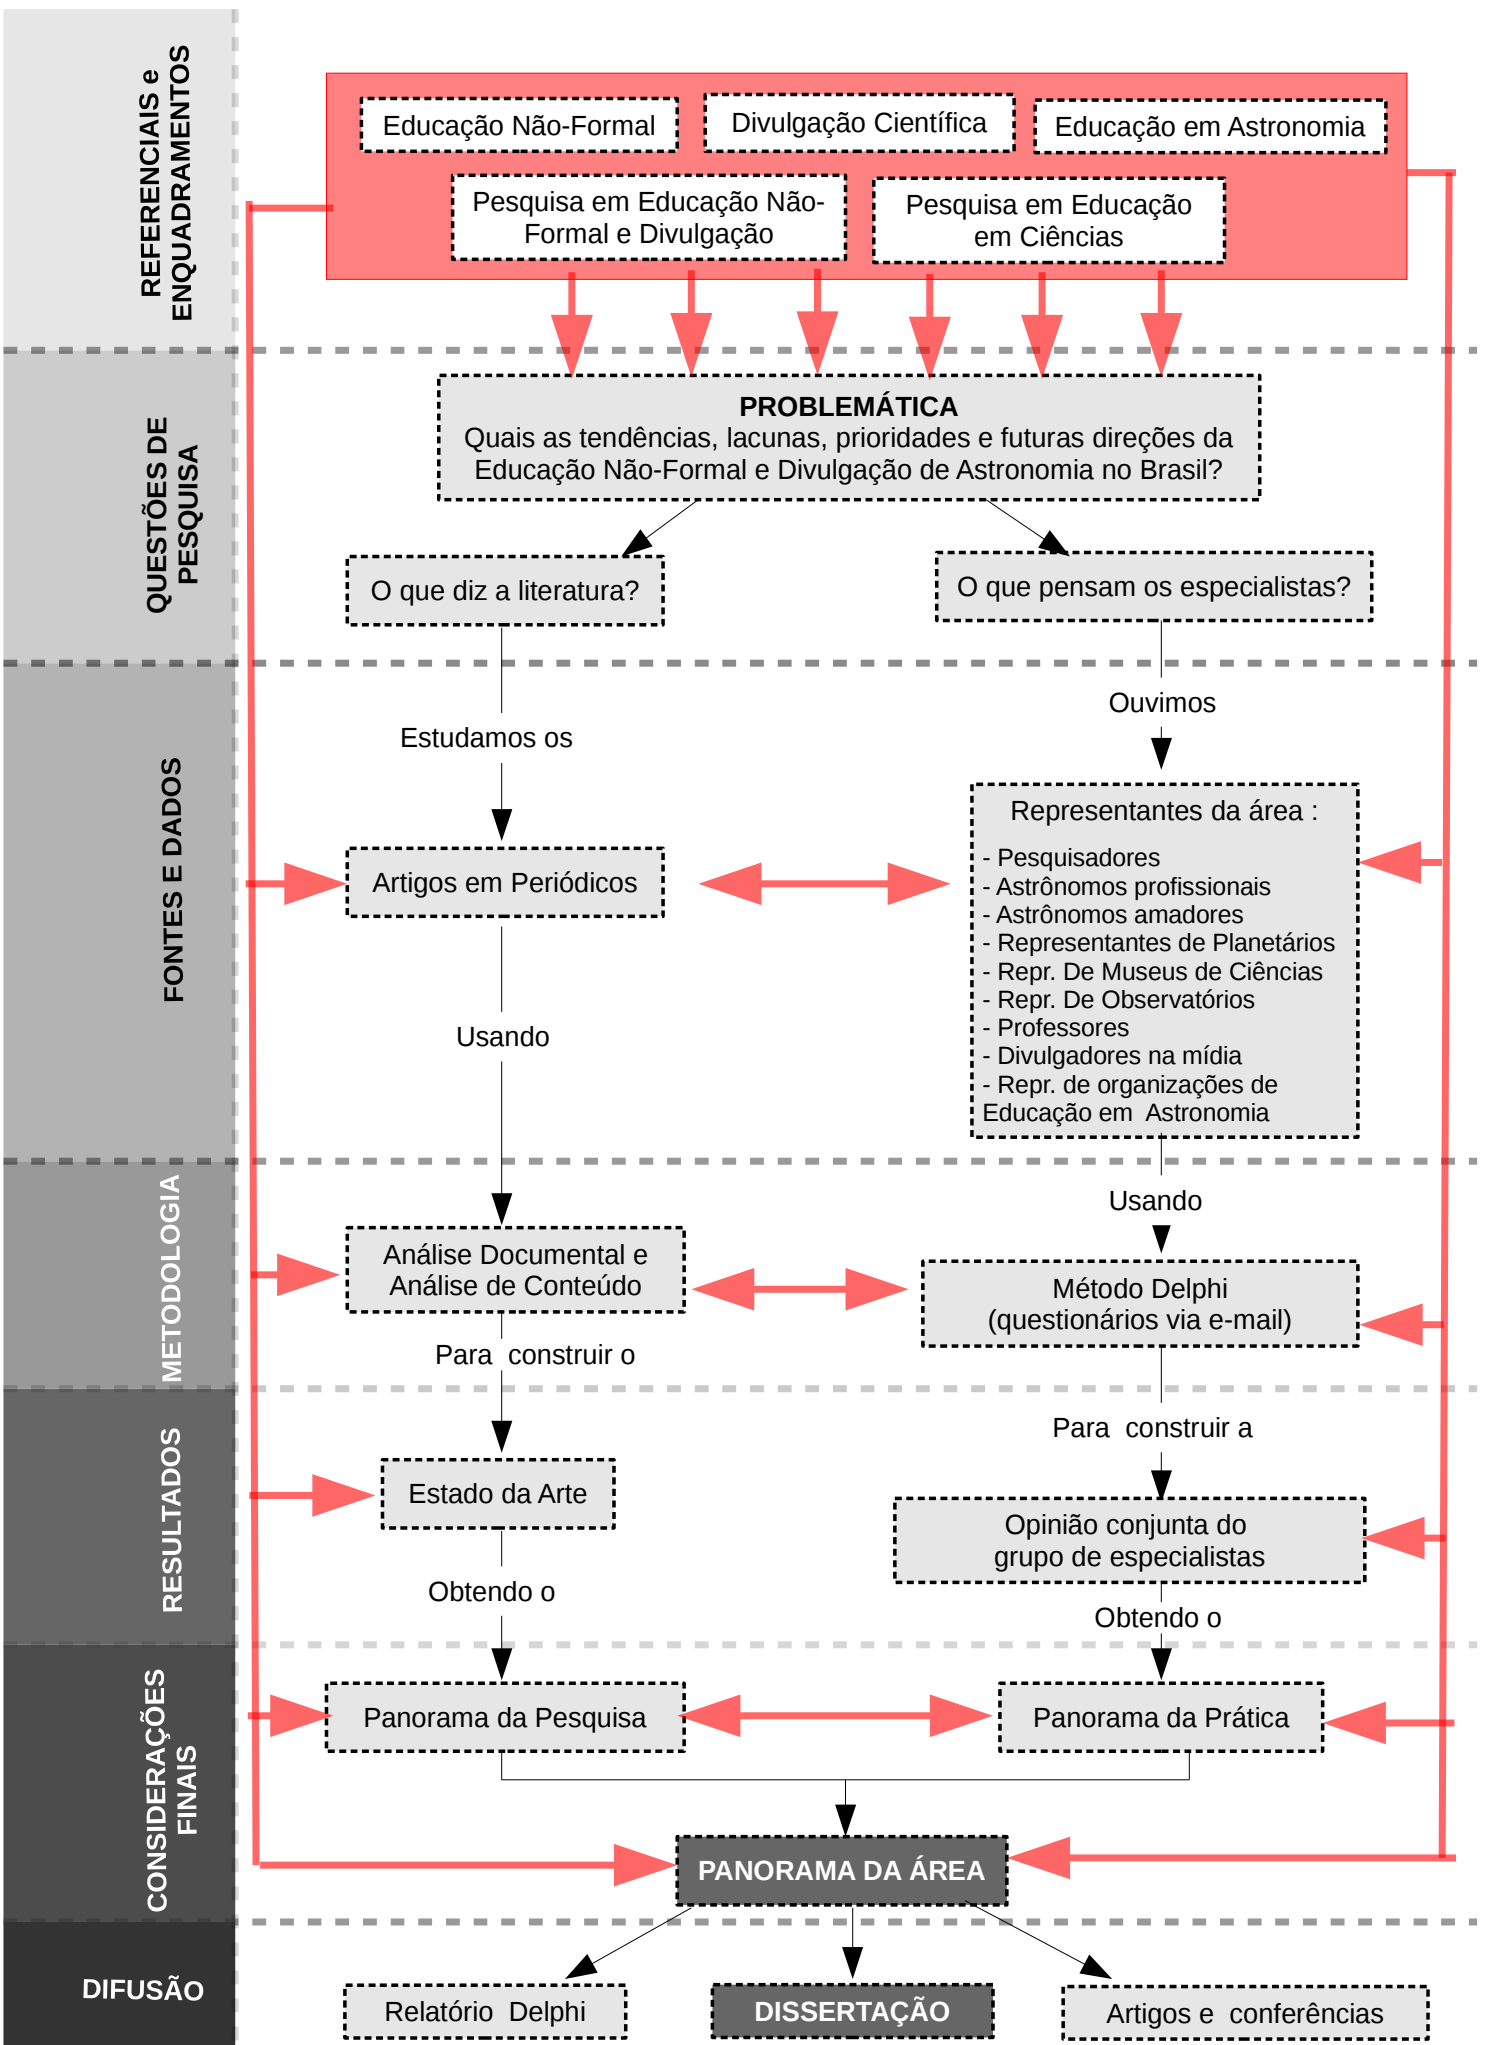 REFERENCIAIS e
ENQUADRAMENTOS
Educação Não-Formal
Divulgação Científica
Educação em Astronomia
Pesquisa em Educação Não-
Formal e Divulgação
Pesquisa em Educação
em Ciências
QUESTÕES DE
PESQUISA
PROBLEMÁTICA
Quais as tendências, lacunas, prioridades e futuras direções da
Educação Não-Formal e Divulgação de Astronomia no Brasil?
O que diz a literatura?
O que pensam os especialistas?
FONTES E DADOS
Estudamos os
Ouvimos
Artigos em Periódicos
Representantes da área :
- Pesquisadores
- Astrônomos profissionais
- Astrônomos amadores
- Representantes de Planetários
- Repr. De Museus de Ciências
- Repr. De Observatórios
- Professores
- Divulgadores na mídia
- Repr. de organizações de
Educação em  Astronomia
Usando
METODOLOGIA
Usando
Análise Documental e
Análise de Conteúdo
Método Delphi
(questionários via e-mail)
Para  construir o
Para  construir a
RESULTADOS
Estado da Arte
Opinião conjunta do
grupo de especialistas
Obtendo o
Obtendo o
CONSIDERAÇÕES
FINAIS
Panorama da Pesquisa
Panorama da Prática
PANORAMA DA ÁREA
DIFUSÃO
Relatório  Delphi
DISSERTAÇÃO
Artigos e  conferências